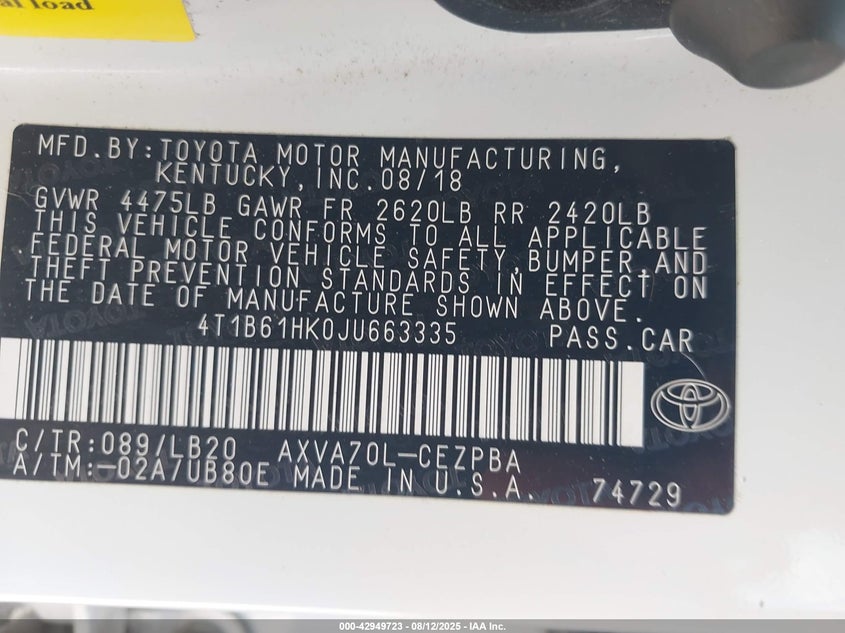 al load
MFD.BY:TOYOTA MOTOR MANUFACTURING,
KENTUCKY,INC.08/18
GVWR 4475LB GAWR FR 2620LB RR 2420LB
THIS VEHICLE CONFORMS TO ALL APPLICABLE
FEDERAL MOTOR VEHICLE SAFETY,BUMPER,AND
THEFT PREVENTION STANDARDS IN EFFECT ON
THE DATE OF MANUFACTURE SHOWN ABOVE.
4T1B61HK0JU663335 PASS.CAR
C/TR:089/LB20 AXVA70L-CEZPBA
A/TM:-02A/UB80E MADE IN U.S.A. 74729
000-42949723 - 08/12/2025 - IAA Inc.